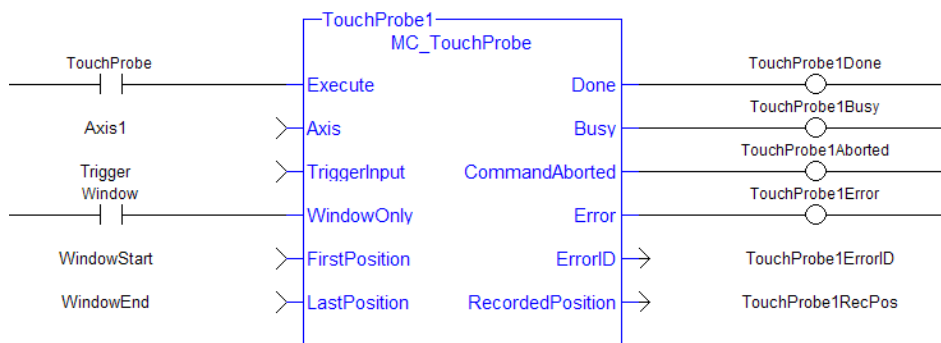 TouchProbe1
MC_TouchProbe
TouchProbe Execute Done TouchProbe1Done
Axis1 Axis Busy TouchProbe1Busy
Trigger TriggerInput CommandAborted TouchProbe1Aborted
Window WindowOnly Error TouchProbe1Error
WindowStart FirstPosition ErrorID TouchProbe1ErrorID
WindowEnd LastPosition RecordedPosition TouchProbe1RecPos